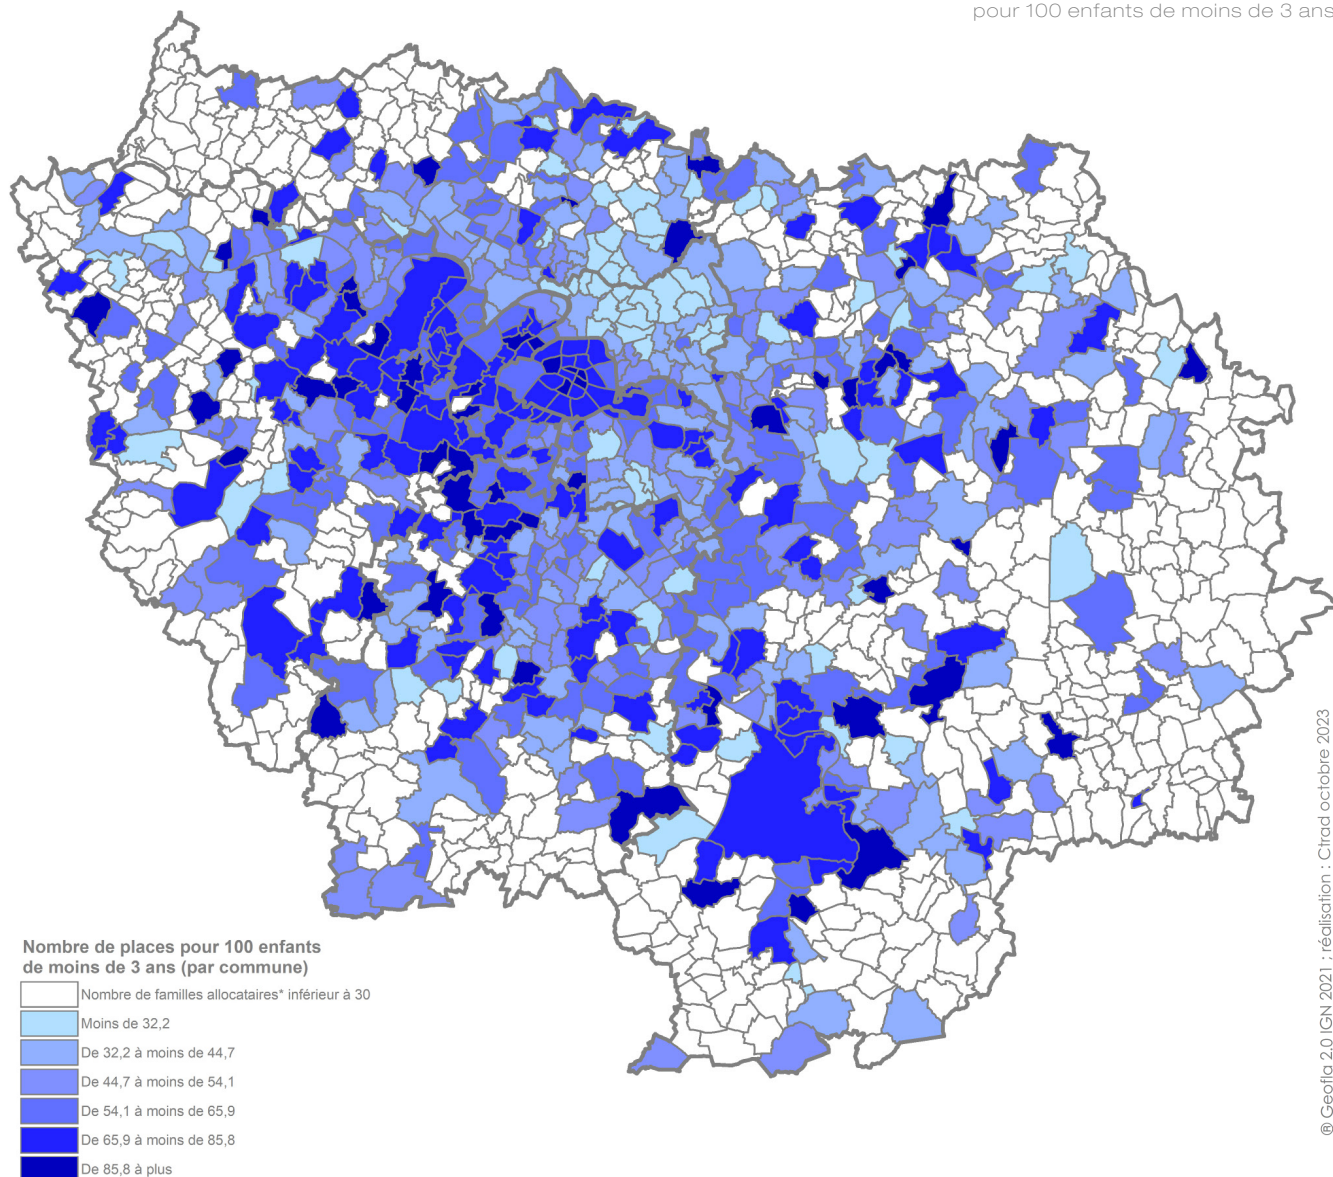 pour 100 enfants de moins de 3 ans
Nombre de places pour 100 enfants
de moins de 3 ans (par commune)
Nombre de familles allocataires* inférieur à 30
Moins de 32,2
De 32,2 à moins de 44,7
De 44,7 à moins de 54,1
De 54,1 à moins de 65,9
De 65,9 à moins de 85,8
De 85,8 à plus
® Geofla 2.0 IGN 2021 ; réalisation : Ctrad octobre 2023